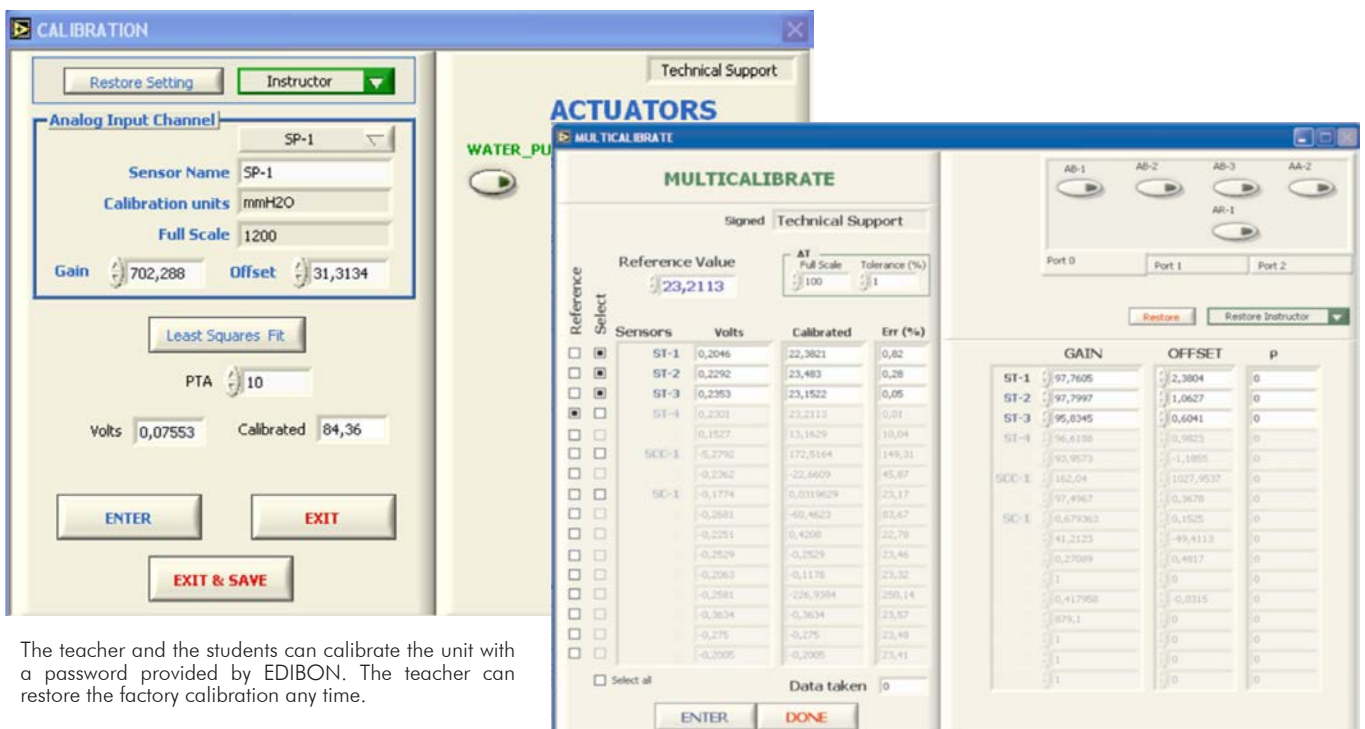 CALIBRATION
Restore Setting Instructor
Analog Input Channel
SP-1
Sensor Name SP-1
Calibration units mmH2O
Full Scale 1200
Gain 702,288 Offset 31,3134
Least Squares Fit
PTA 10
Volts 0,07553 Calibrated 84,36
ENTER EXIT
EXIT & SAVE
Technical Support
ACTUATORS
WATER_PU
The teacher and the students can calibrate the unit with
a password provided by EDIBON. The teacher can
restore the factory calibration any time.
MULTICALIBRATE
MULTICALIBRATE
Signed Technical Support
Reference Value
23,2113
ΔT
Full Scale Tolerance (%)
100 1
Reference Select Sensors Volts Calibrated Err (%)
ST-1 0,2046 22,3821 0,82
ST-2 0,2292 23,483 0,28
ST-3 0,2353 23,1522 0,05
ST-4 0,2301 23,2113 0,01
0,1527 13,1629 10,04
SCC-1 -5,2792 172,5164 149,31
-0,2362 -22,6609 45,87
SC-1 -0,1774 0,0319629 23,17
-0,2681 -60,4623 83,67
-0,2251 0,4208 22,78
-0,2529 -0,2529 23,46
-0,2063 -0,1178 23,32
-0,2581 -226,9384 250,14
-0,3634 -0,3634 23,57
-0,275 -0,275 23,48
-0,2005 -0,2005 23,41
Select all
Data taken 0
ENTER DONE
AB-1 AB-2 AB-3 AA-2
AR-1
Port 0 Port 1 Port 2
Restore Restore Instructor
GAIN OFFSET P
ST-1 97,7605 2,3804 0
ST-2 97,7997 1,0627 0
ST-3 95,8345 0,6041 0
ST-4 96,6188 0,9823 0
93,9573 -1,1855 0
SCC-1 162,04 1027,9537 0
97,4967 0,3678 0
SC-1 0,679363 0,1525 0
41,2123 -49,4113 0
0,27089 0,4817 0
1 0 0
0,417958 -0,0315 0
879,1 0 0
1 0 0
1 0 0
1 0 0